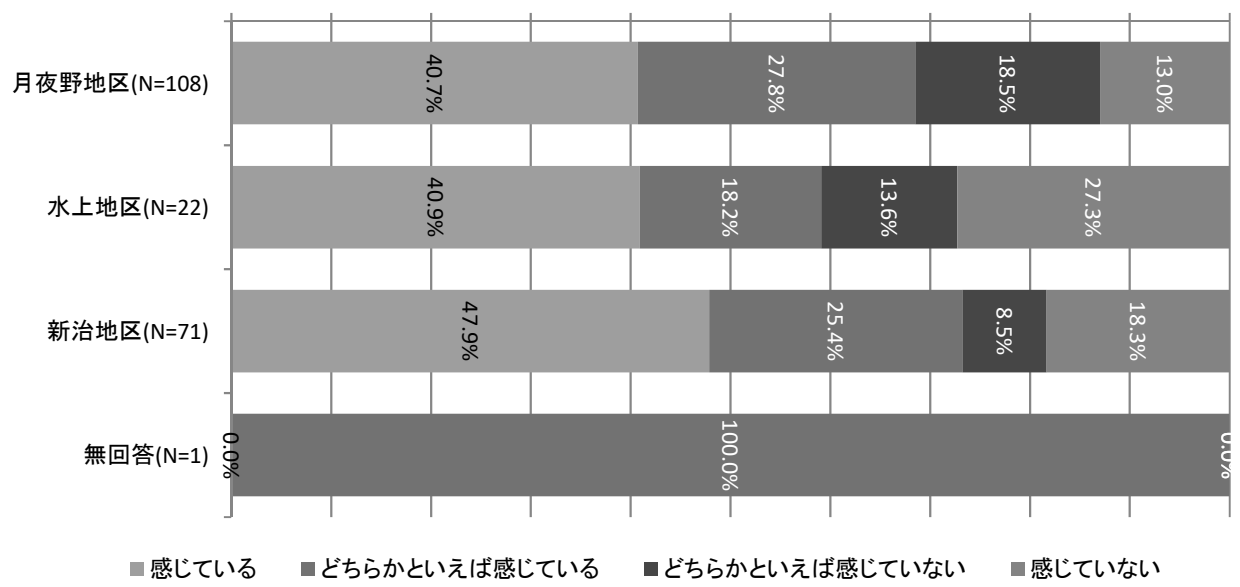 月夜野地区(N=108)
40.7%
27.8%
18.5%
13.0%
水上地区(N=22)
40.9%
18.2%
13.6%
27.3%
新治地区(N=71)
47.9%
25.4%
8.5%
18.3%
無回答(N=1)
0.0%
100.0%
0.0%
感じている
どちらかといえば感じている
どちらかといえば感じていない
感じていない